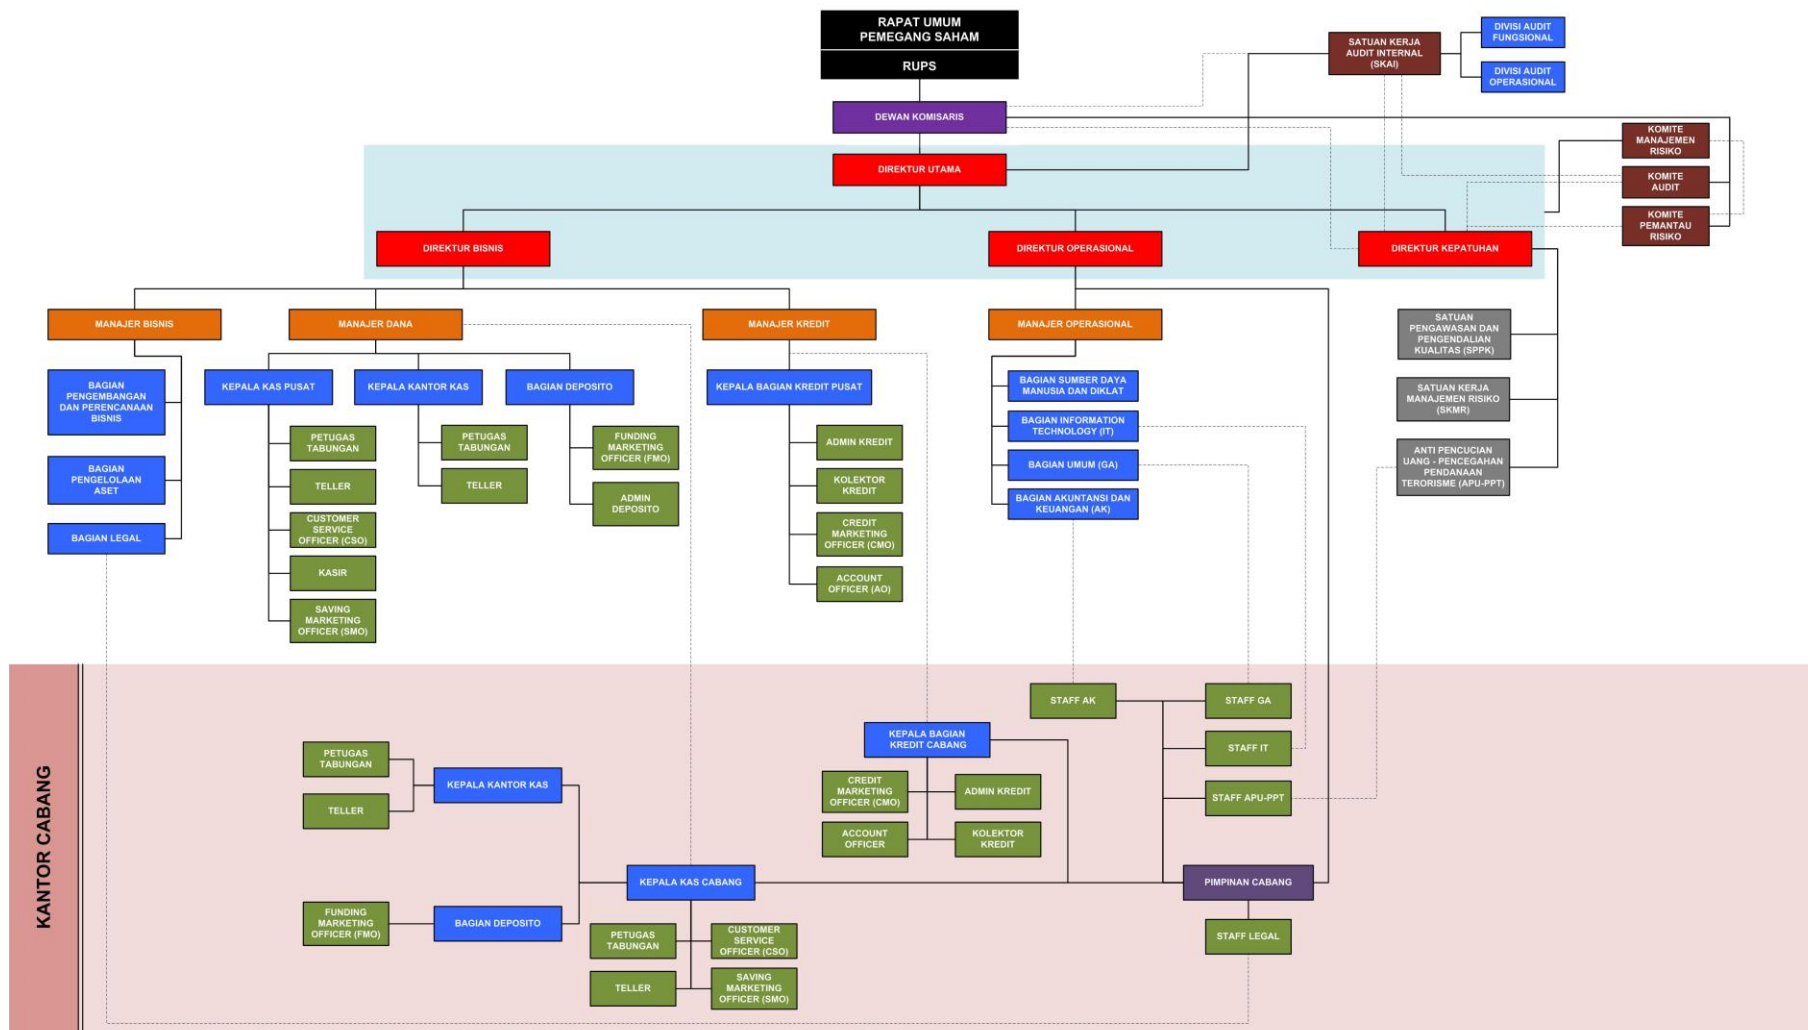 RAPAT UMUM
PEMEGANG SAHAM
RUPS
DEWAN KOMISARIS
DIREKTUR UTAMA
SATUAN KERJA
AUDIT INTERNAL
(SKAI)
DIVISI AUDIT
FUNGSIONAL
DIVISI AUDIT
OPERASIONAL
KOMITE
MANAJEMEN
RISIKO
KOMITE
AUDIT
KOMITE
PEMANTAU
RISIKO
DIREKTUR BISNIS
DIREKTUR OPERASIONAL
DIREKTUR KEPATUHAN
MANAJER BISNIS
MANAJER DANA
MANAJER KREDIT
MANAJER OPERASIONAL
SATUAN
PENGAWASAN DAN
PENGENDALIAN
KUALITAS (SPPK)
SATUAN KERJA
MANAJEMEN RISIKO
(SKMR)
ANTI PENCUCIAN
UANG - PENCEGAHAN
PENDANAAN
TERORISME (APU-PPT)
BAGIAN
PENGEMBANGAN
DAN PERENCANAAN
BISNIS
BAGIAN
PENGELOLAAN
ASET
BAGIAN LEGAL
KEPALA KAS PUSAT
PETUGAS
TABUNGAN
TELLER
CUSTOMER
SERVICE
OFFICER (CSO)
KASIR
SAVING
MARKETING
OFFICER (SMO)
KEPALA KANTOR KAS
PETUGAS
TABUNGAN
TELLER
BAGIAN DEPOSITO
FUNDING
MARKETING
OFFICER (FMO)
ADMIN
DEPOSITO
KEPALA BAGIAN KREDIT PUSAT
ADMIN KREDIT
KOLEKTOR
KREDIT
CREDIT
MARKETING
OFFICER (CMO)
ACCOUNT
OFFICER (AO)
BAGIAN SUMBER DAYA
MANUSIA DAN DIKLAT
BAGIAN INFORMATION
TECHNOLOGY (IT)
BAGIAN UMUM (GA)
BAGIAN AKUNTANSI DAN
KEUANGAN (AK)
KANTOR CABANG
STAFF AK
STAFF GA
STAFF IT
STAFF APU-PPT
KEPALA BAGIAN
KREDIT CABANG
CREDIT
MARKETING
OFFICER (CMO)
ADMIN KREDIT
ACCOUNT
OFFICER
KOLEKTOR
KREDIT
PETUGAS
TABUNGAN
TELLER
KEPALA KANTOR KAS
KEPALA KAS CABANG
PIMPINAN CABANG
FUNDING
MARKETING
OFFICER (FMO)
BAGIAN DEPOSITO
PETUGAS
TABUNGAN
CUSTOMER
SERVICE
OFFICER (CSO)
TELLER
SAVING
MARKETING
OFFICER (SMO)
STAFF LEGAL